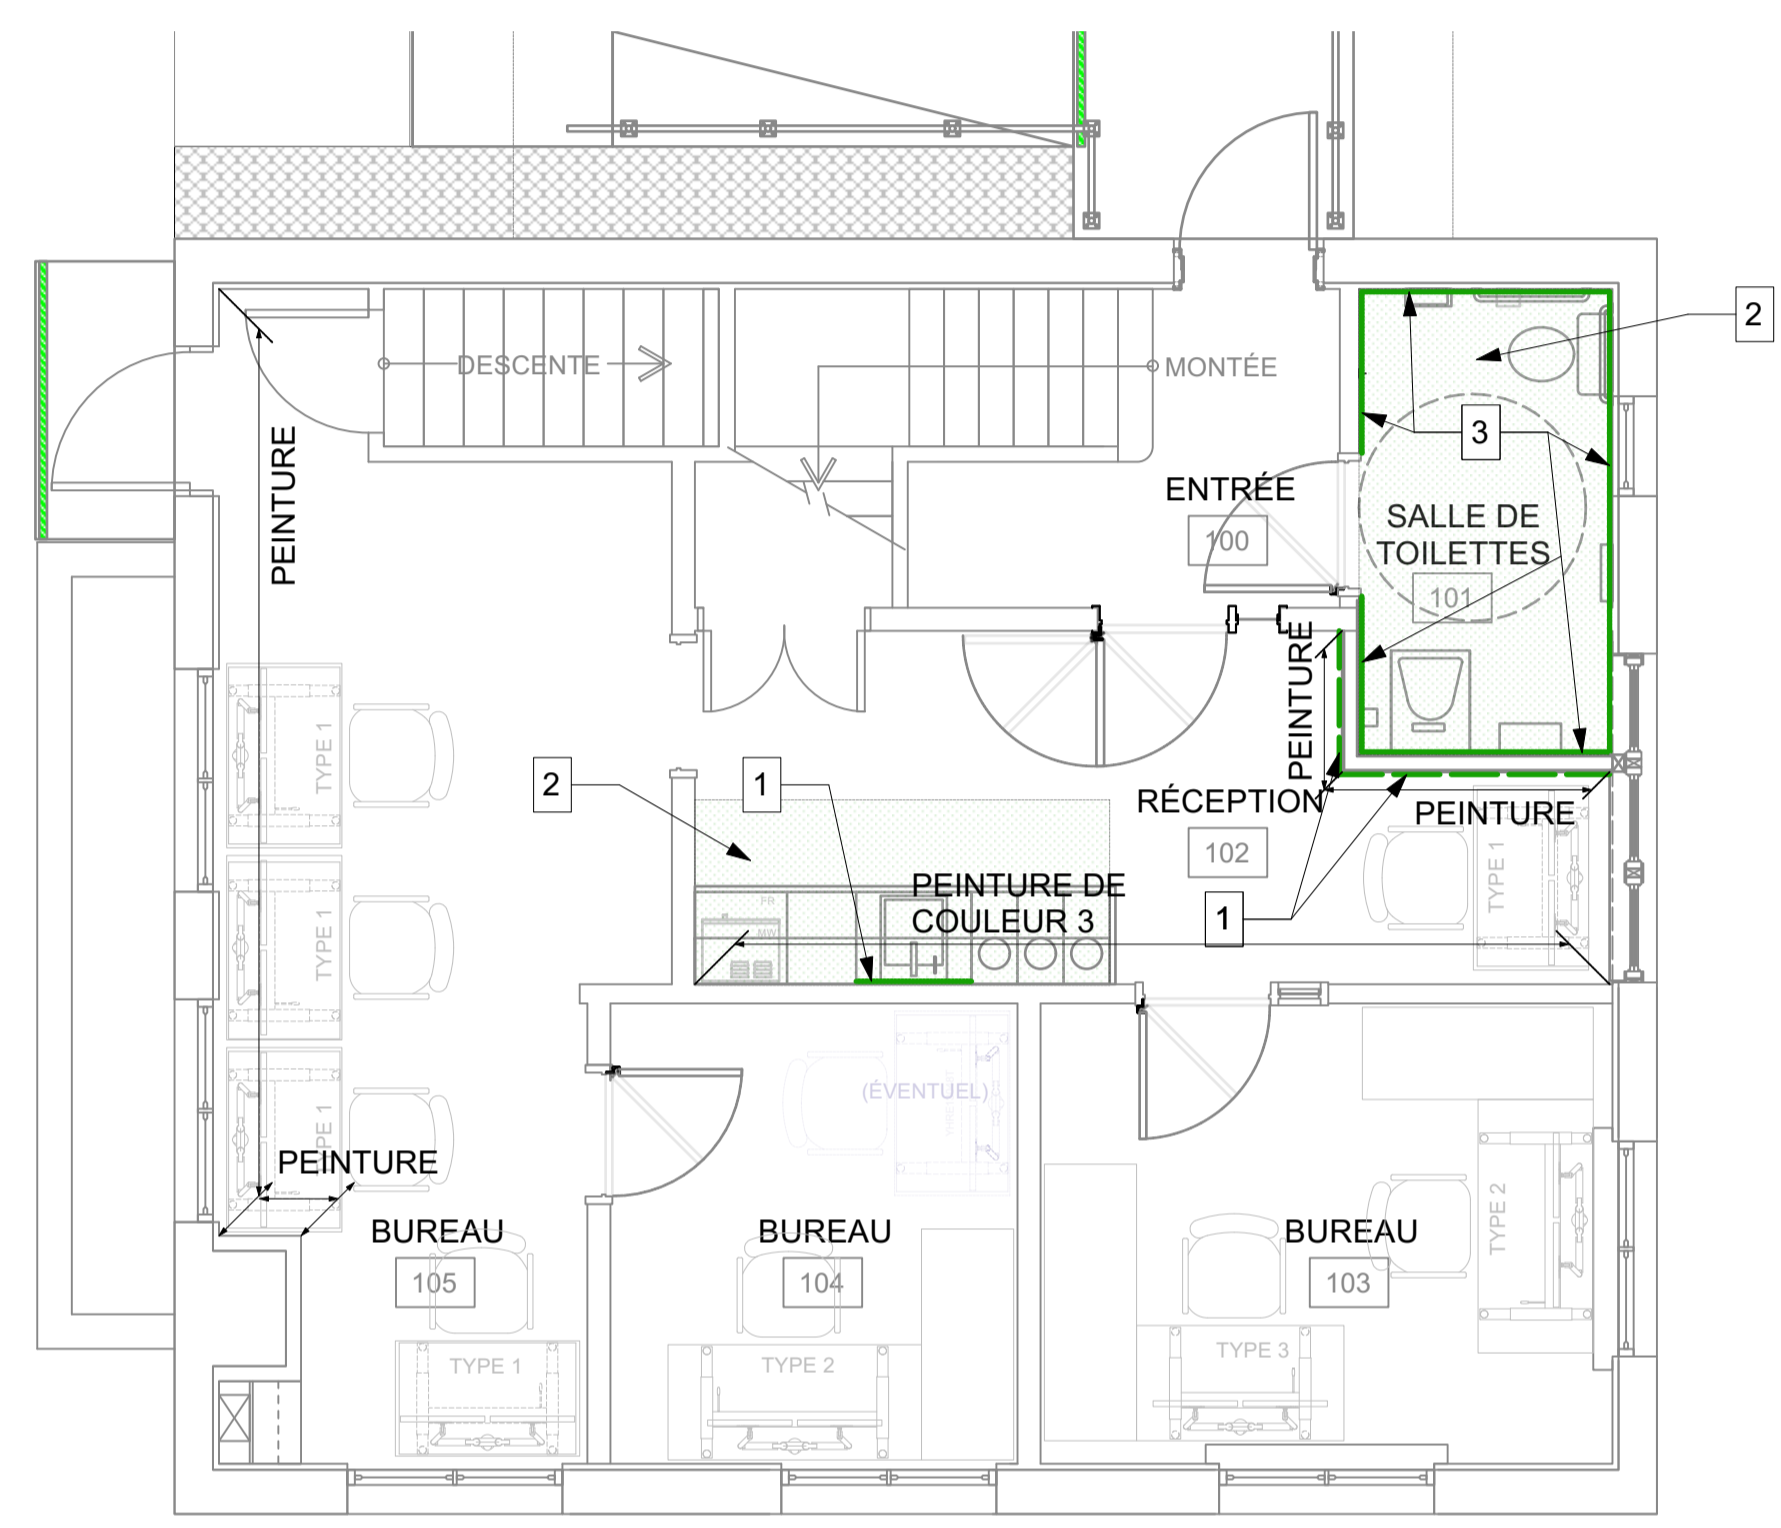 2
DESCENTE
MONTÉE
PEINTURE
3
ENTRÉE
100
SALLE DE
TOILETTES
101
PEINTURE
TYPE 1
2
1
RÉCEPTION
PEINTURE
102
TYPE 1
PEINTURE DE
COULEUR 3
FR
MW
1
TYPE 1
(ÉVENTUEL)
TYPE 1
PEINTURE
BUREAU
105
BUREAU
104
BUREAU
103
TYPE 2
TYPE 1
TYPE 2
TYPE 3